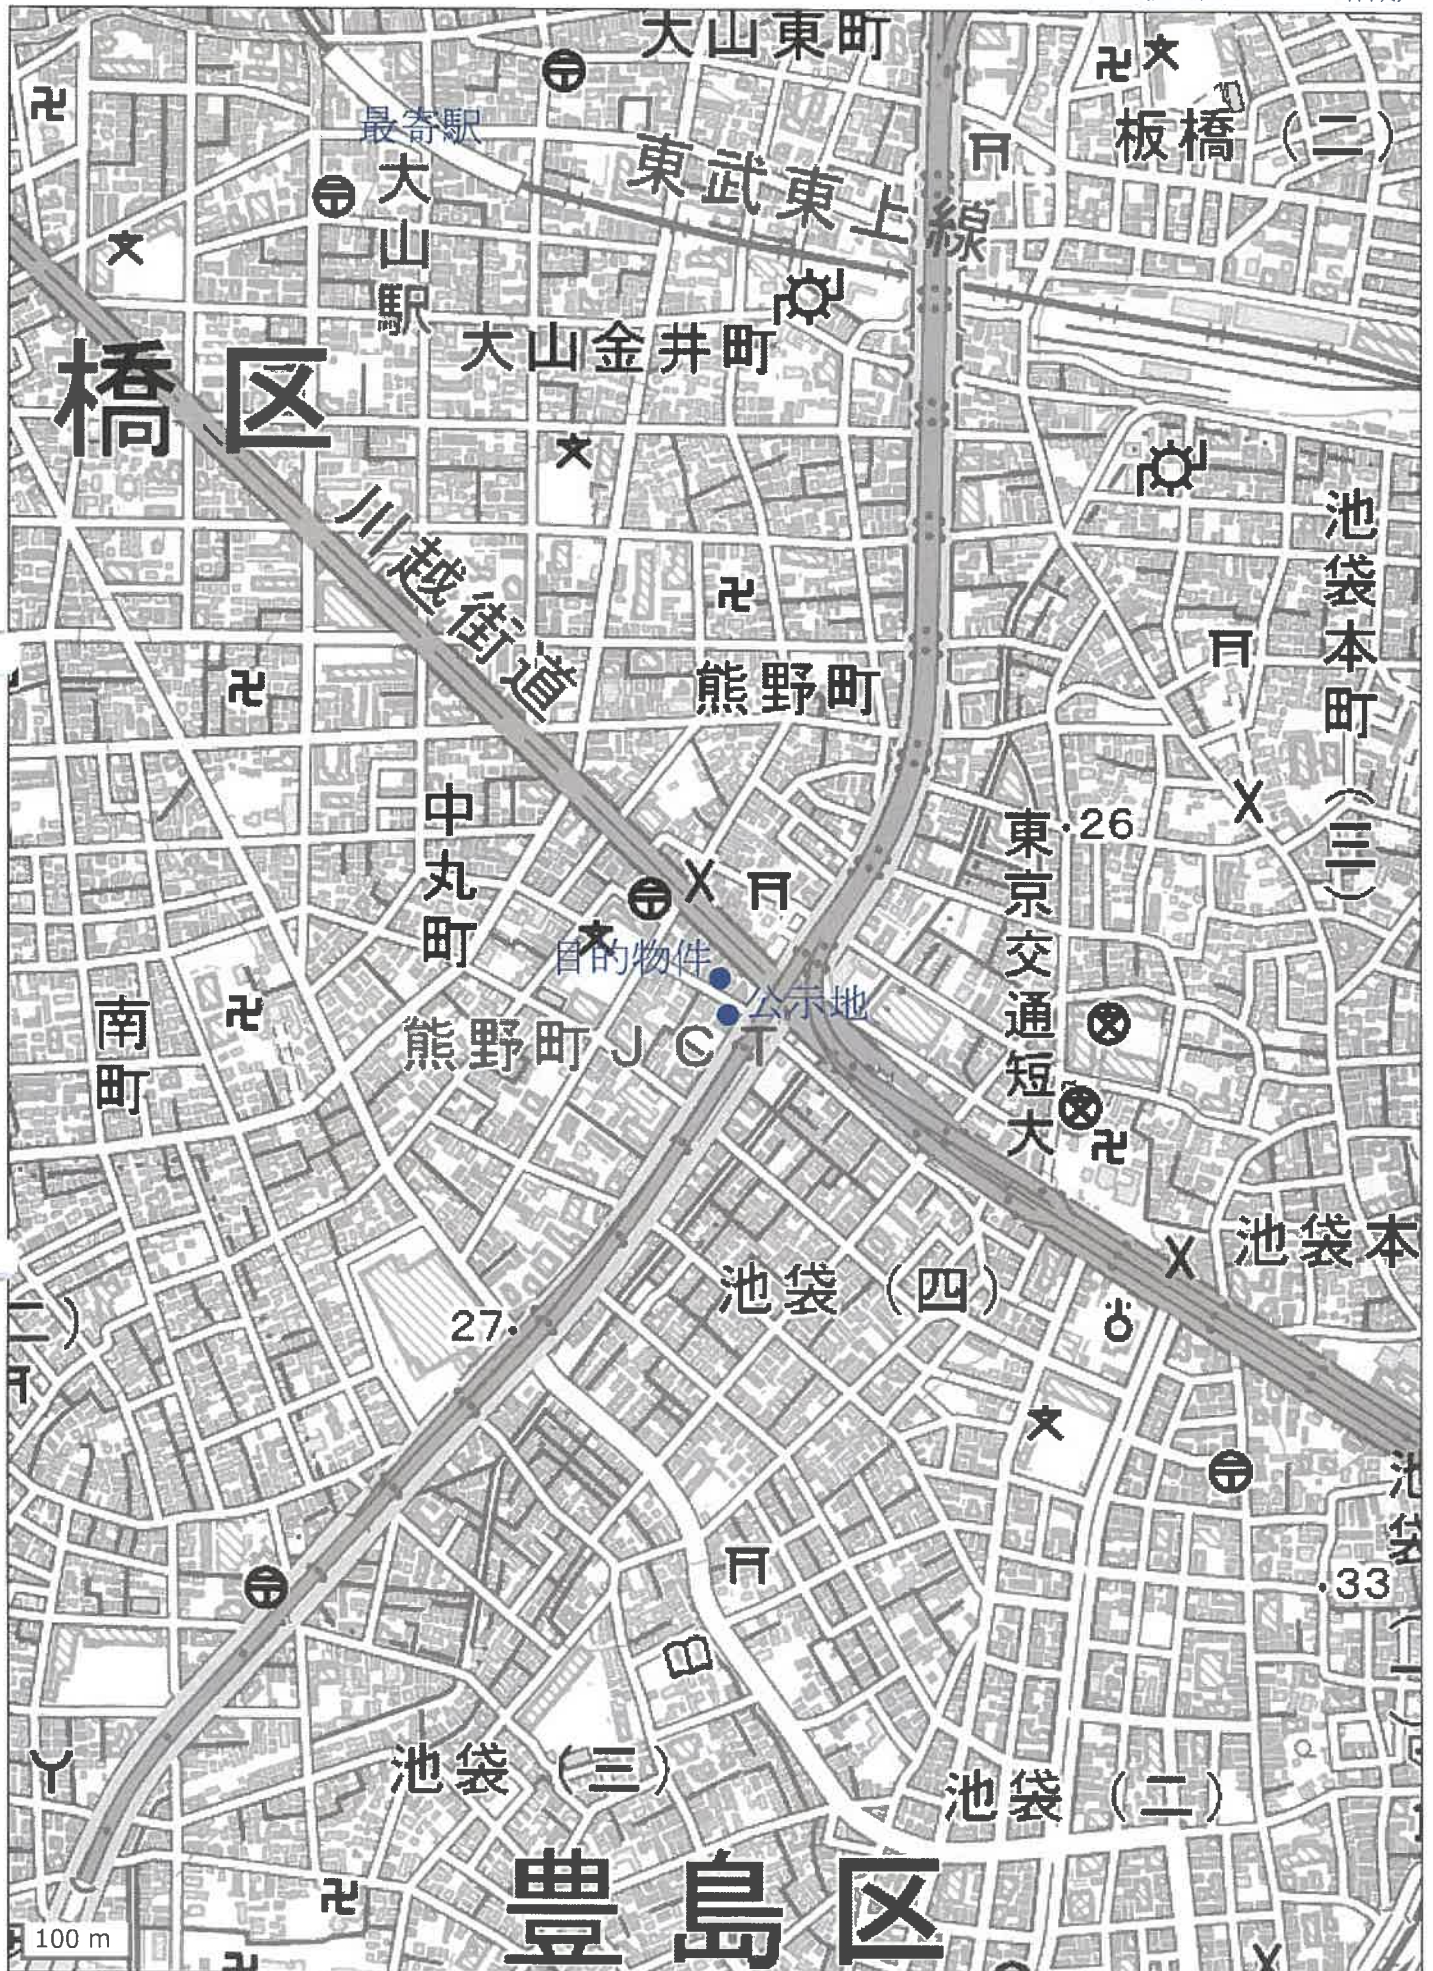 大山東町
最寄駅
板橋（二）
東武東上線
大山駅
大山金井町
橋区
川越街道
池袋本町（三）
熊野町
中丸町
東京交通短大
・26
目的物件
公示地
南町
熊野町JCT
池袋本
池袋（四）
二）
27・
池袋
・33
池袋（三）
池袋（二）
豊島区
100 m